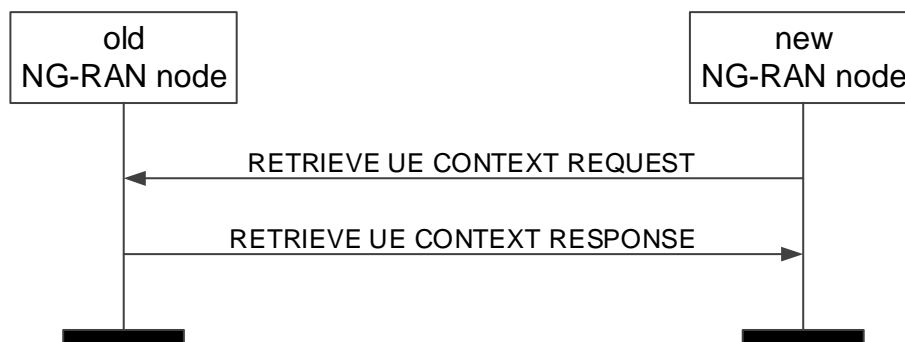 old
NG-RAN node
new
NG-RAN node
RETRIEVE UE CONTEXT REQUEST
RETRIEVE UE CONTEXT RESPONSE